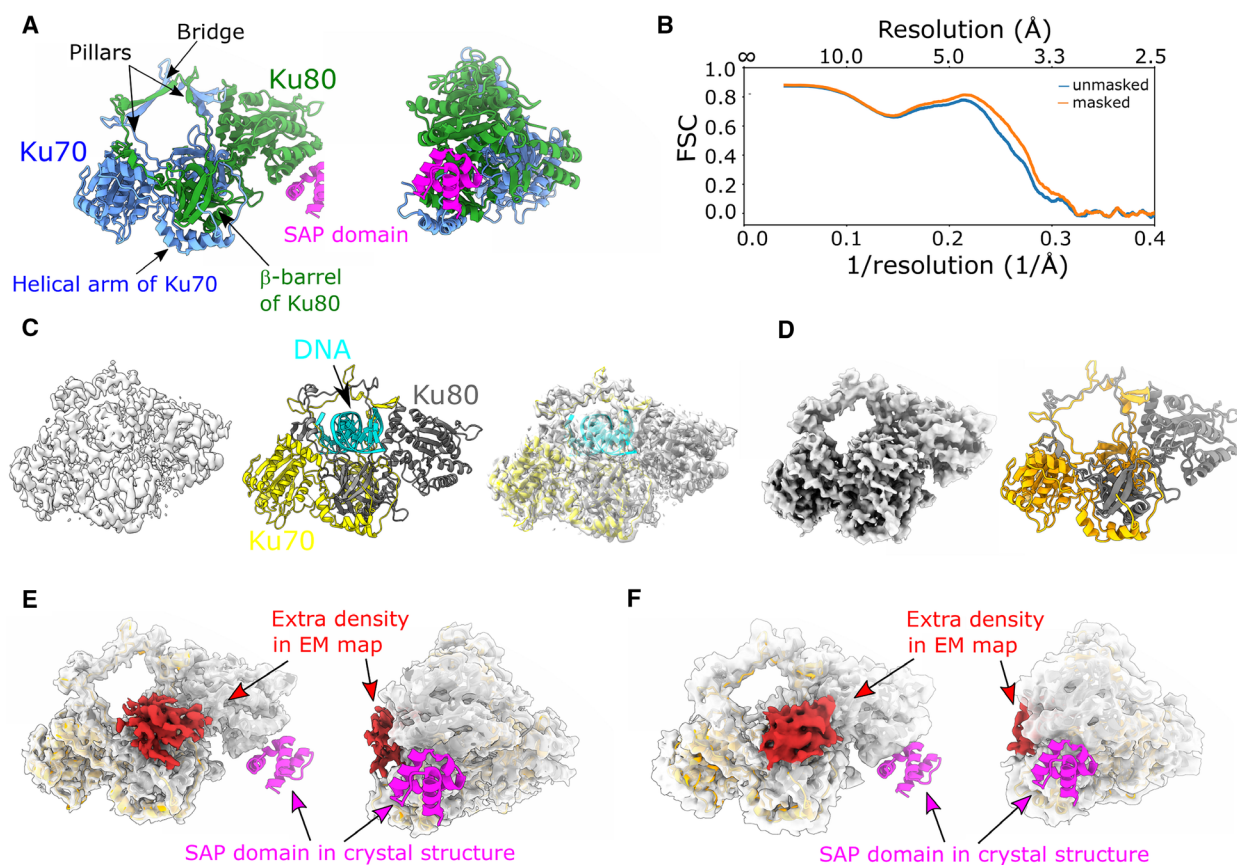 A
Bridge
Pillars
Ku80
Ku70
SAP domain
Helical arm of Ku70
β-barrel
of Ku80
B
Resolution (Å)
∞ 10.0 5.0 3.3 2.5
1.0
0.8
0.6
0.4
0.2
0.0
FSC
unmasked
masked
0.0 0.1 0.2 0.3 0.4
1/resolution (1/Å)
C
DNA
Ku80
Ku70
D
E
Extra density
in EM map
SAP domain in crystal structure
F
Extra density
in EM map
SAP domain in crystal structure